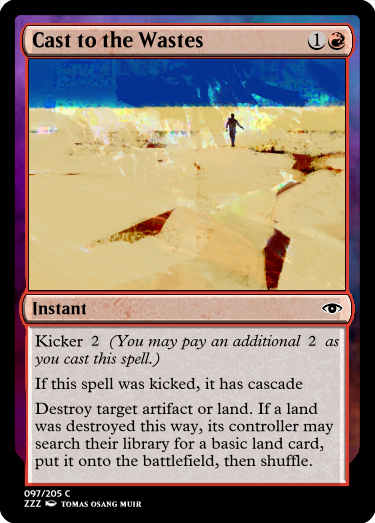 Cast to the Wastes 1
Instant
Kicker 2 (You may pay an additional 2 as
you cast this spell.)
If this spell was kicked, it has cascade
Destroy target artifact or land. If a land
was destroyed this way, its controller may
search their library for a basic land card,
put it onto the battlefield, then shuffle.
097/205 C
ZZZ TOMAS OSANG MUIR